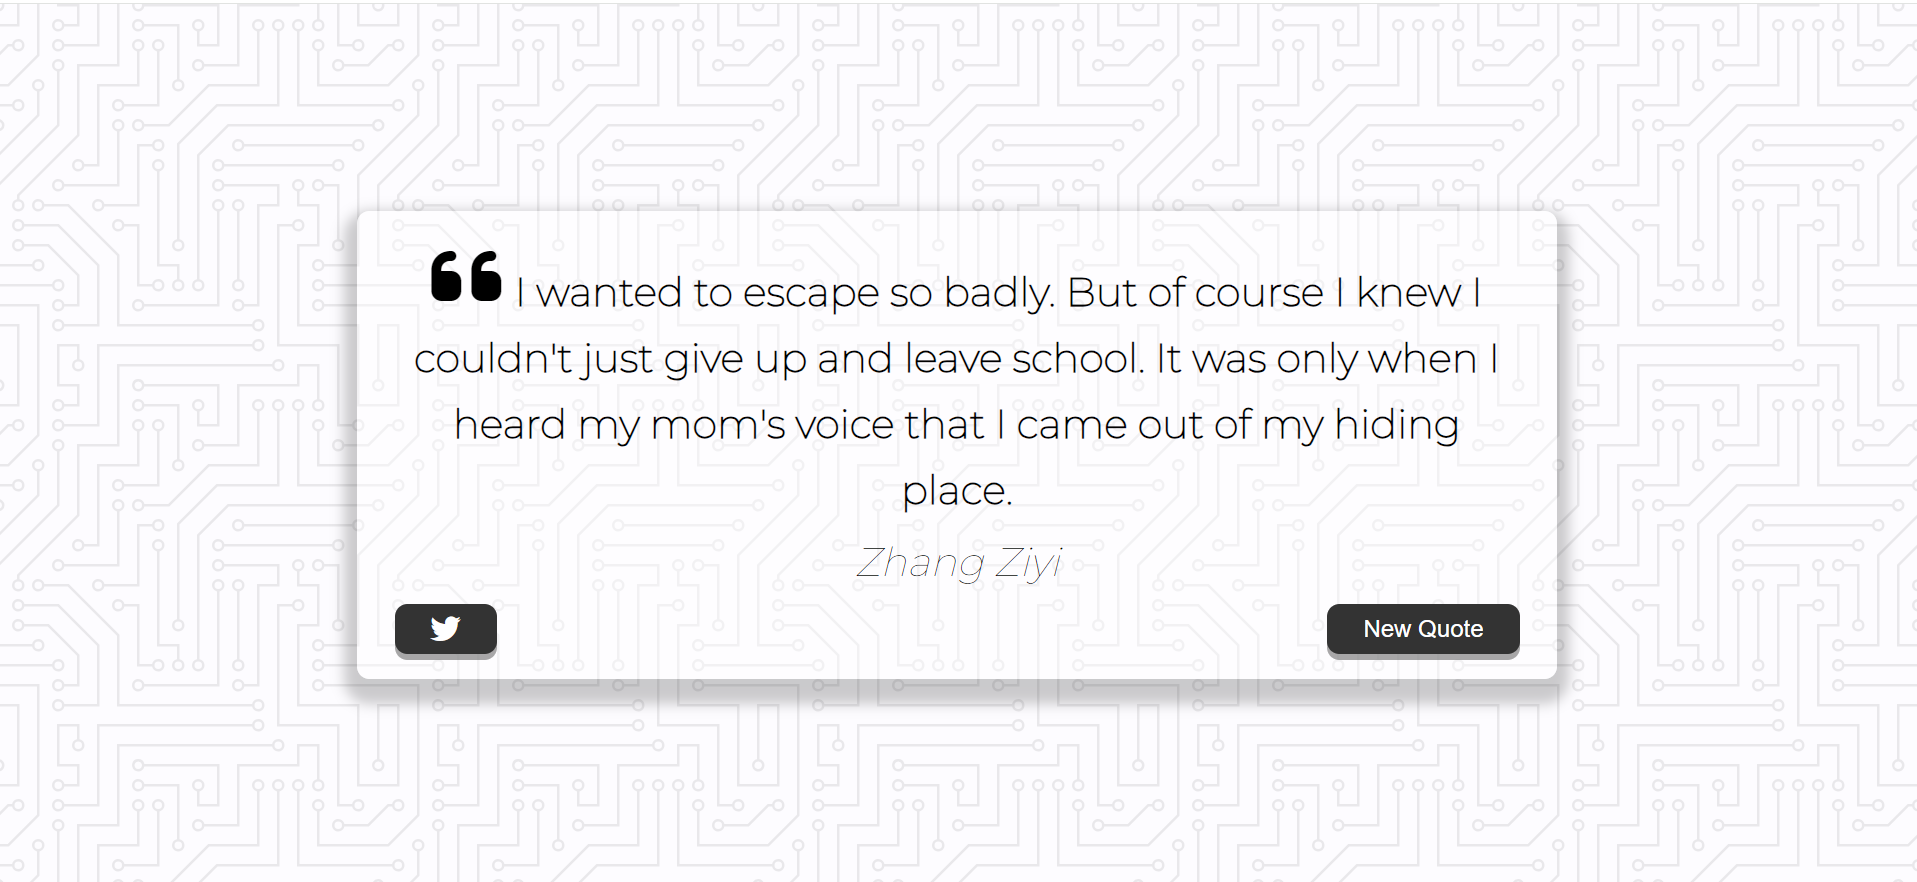 I wanted to escape so badly. But of course I knew I
couldn't just give up and leave school. It was only when I
heard my mom's voice that I came out of my hiding
place.
Zhang Ziyi
New Quote